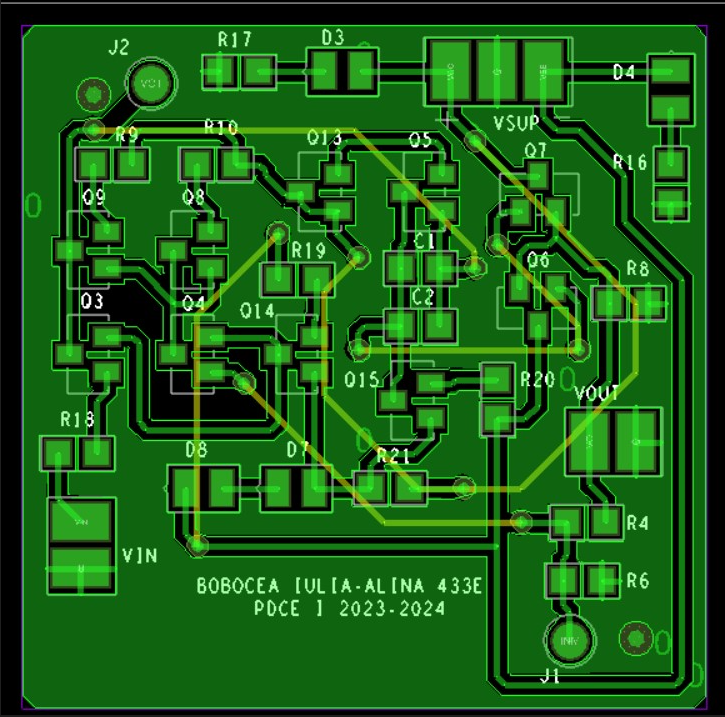 J2
R17
D3
D4
VSUP
R9
R10
Q13
Q5
Q7
R16
Q9
Q8
C1
R19
Q6
R8
Q3
Q4
Q14
C2
Q15
R20
VOUT
R18
D8
D7
R21
R4
VIN
R6
BOBOCEA IULIA-ALINA 433E
PDCE I 2023-2024
J1